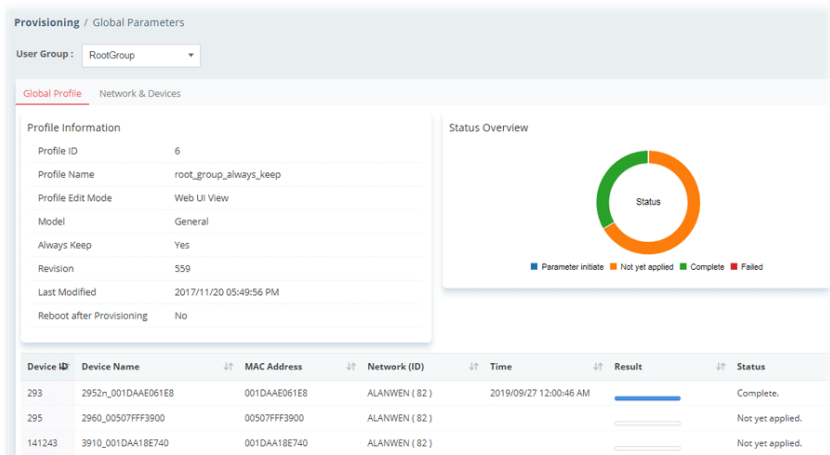 Provisioning / Global Parameters
User Group : RootGroup
Global Profile Network & Devices
Profile Information
Profile ID 6
Profile Name root_group_always_keep
Profile Edit Mode Web UI View
Model General
Always Keep Yes
Revision 559
Last Modified 2017/11/20 05:49:56 PM
Reboot after Provisioning No
Status Overview
Status
Parameter initiate Not yet applied Complete Failed
Device ID Device Name MAC Address Network (ID) Time Result Status
293 2952n_001DAAE061E8 001DAAE061E8 ALANWEN ( 82 ) 2019/09/27 12:00:46 AM Complete.
295 2960_00507FFF3900 00507FFF3900 ALANWEN ( 82 ) Not yet applied.
141243 3910_001DAA18E740 001DAA18E740 ALANWEN ( 82 ) Not yet applied.